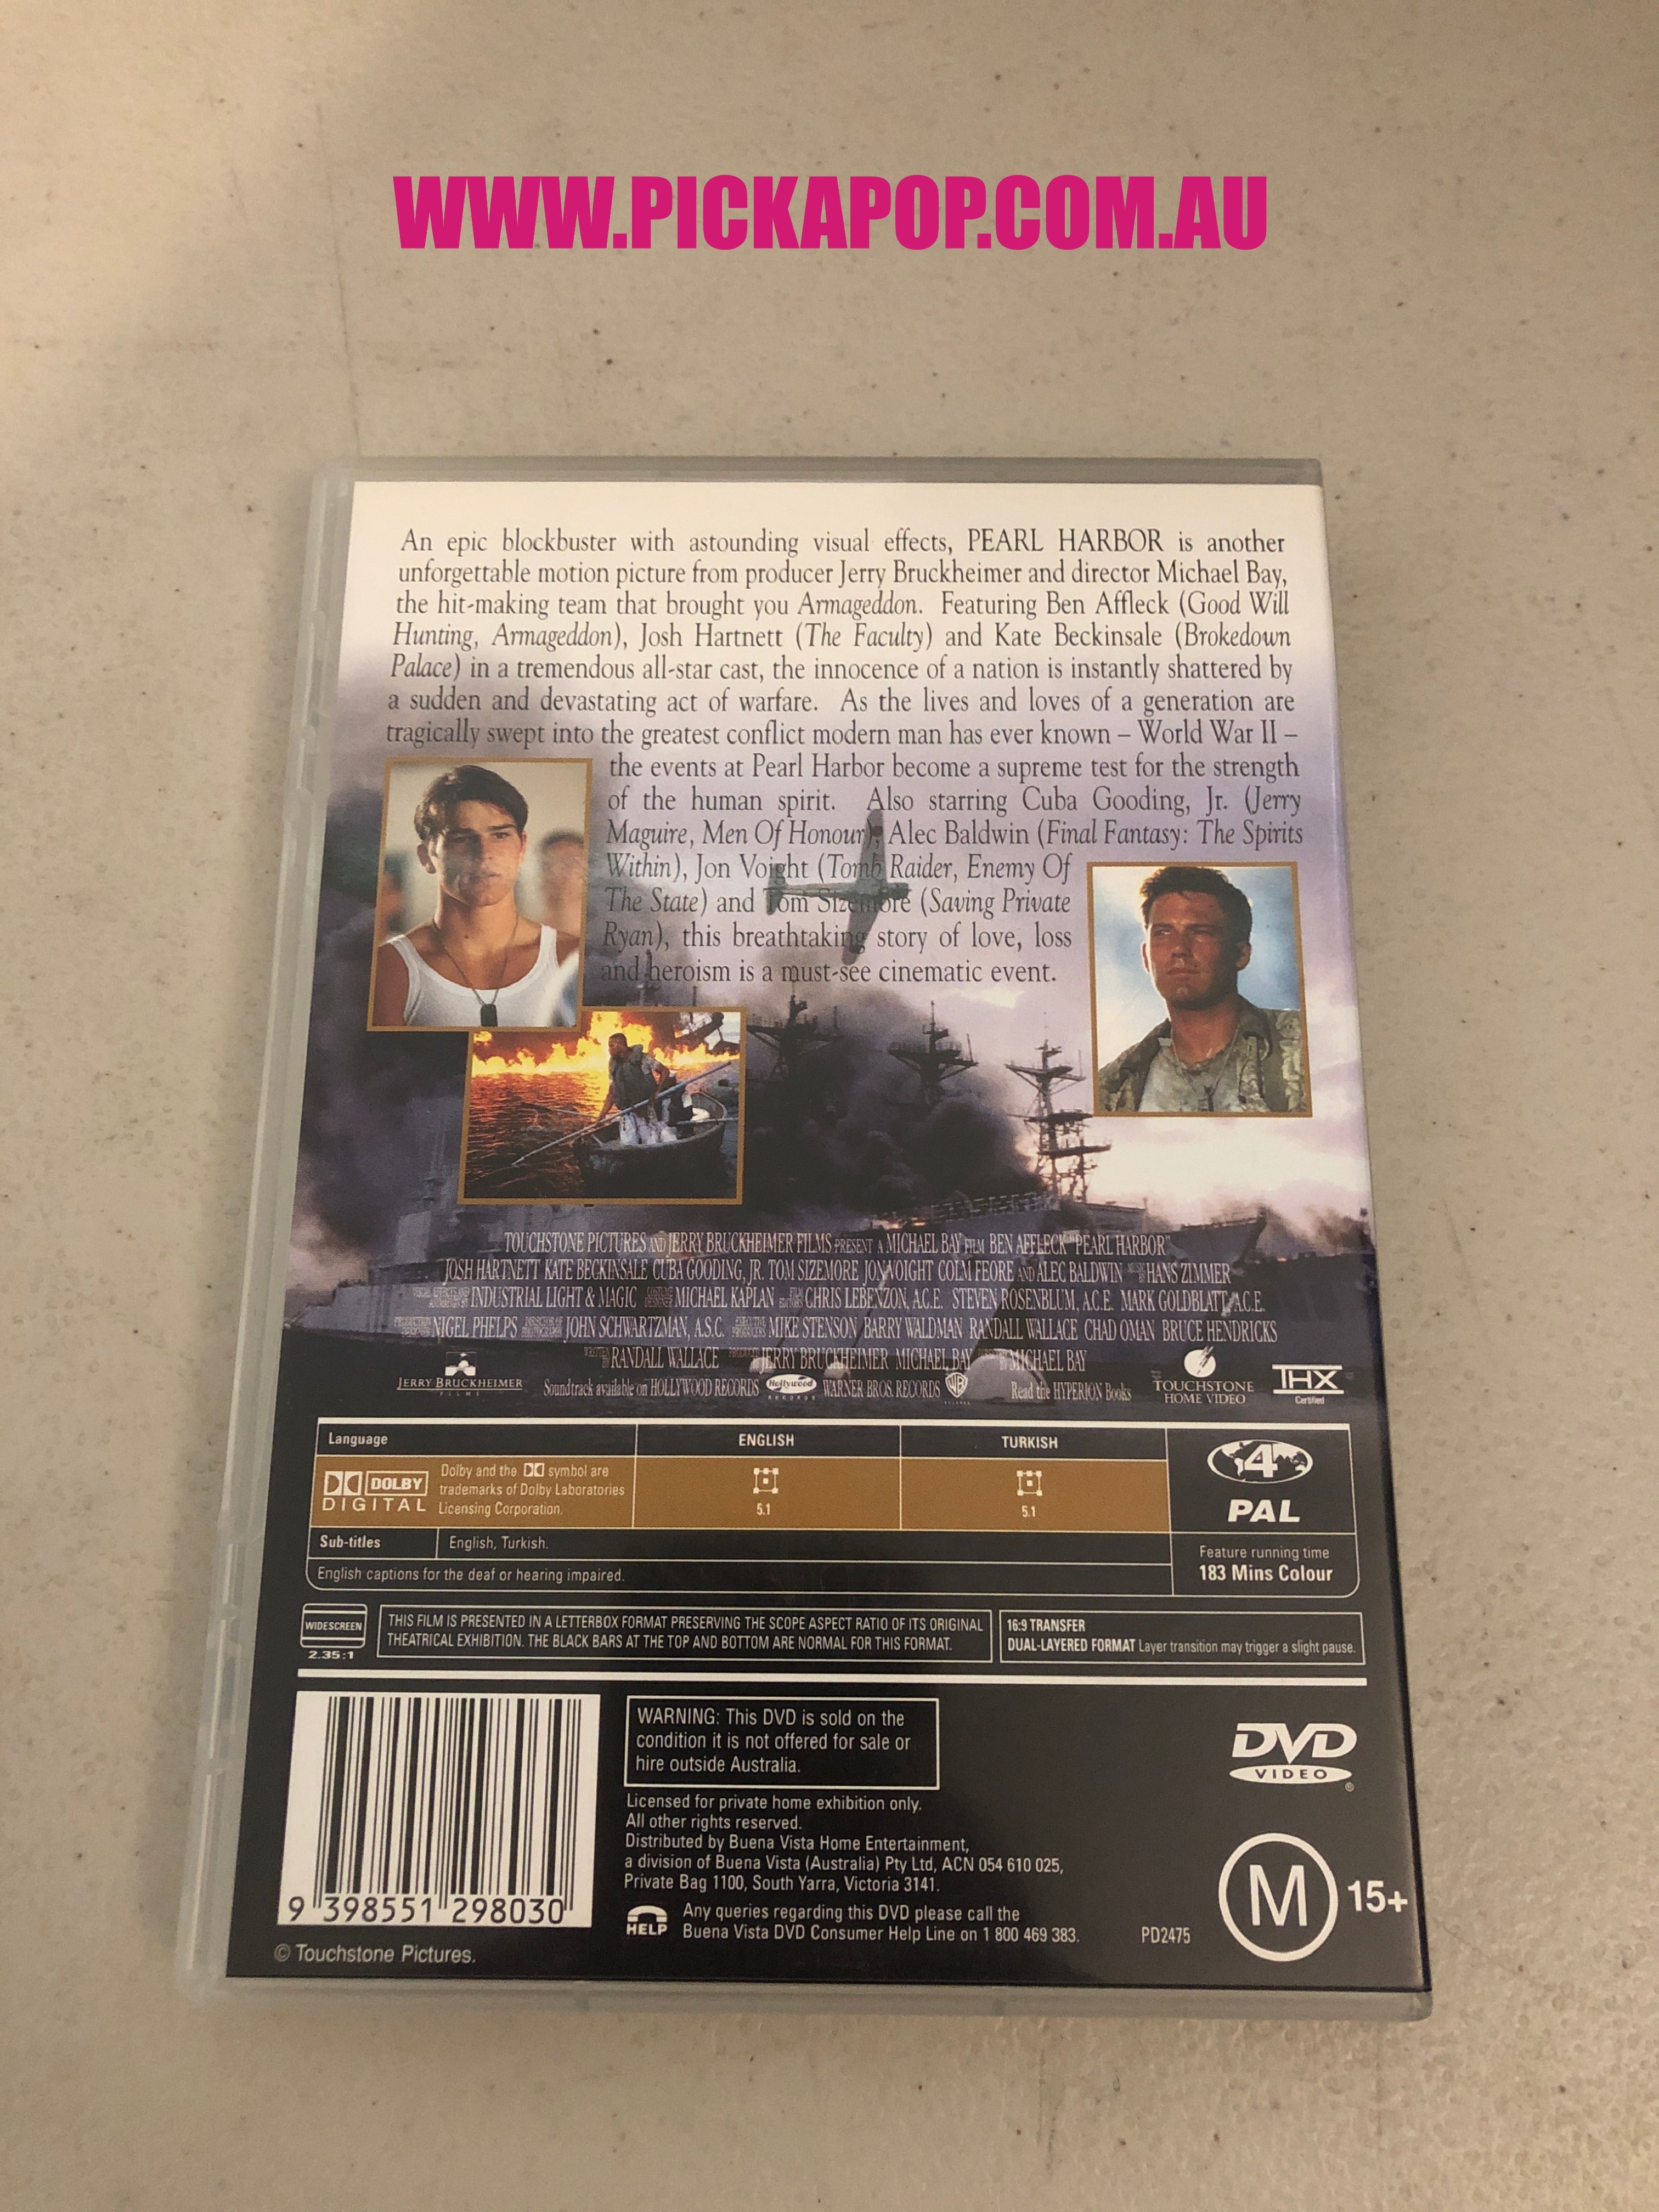 WWW.PICKAPOP.COM.AU
An epic blockbuster with astounding visual effects, PEARL HARBOR is another
unforgettable motion picture from producer Jerry Bruckheimer and director Michael Bay,
the hit-making team that brought you Armageddon. Featuring Ben Affleck (Good Will
Hunting, Armageddon), Josh Hartnett (The Faculty) and Kate Beckinsale (Brokedown
Palace) in a tremendous all-star cast, the innocence of a nation is instantly shattered by
a sudden and devastating act of warfare. As the lives and loves of a generation are
tragically swept into the greatest conflict modern man has ever known – World War II –
the events at Pearl Harbor become a supreme test for the strength
of the human spirit. Also starring Cuba Gooding, Jr. (Jerry
Maguire, Men Of Honour), Alec Baldwin (Final Fantasy: The Spirits
Within), Jon Voight (Tomb Raider, Enemy Of
The State) and Tom Sizemore (Saving Private
Ryan), this breathtaking story of love, loss
and heroism is a must-see cinematic event.
TOUCHSTONE PICTURES AND JERRY BRUCKHEIMER FILMS PRESENT A MICHAEL BAY FILM BEN AFFLECK "PEARL HARBOR"
JOSH HARTNETT KATE BECKINSALE CUBA GOODING, JR. TOM SIZEMORE JON VOIGHT COLM FEORE AND ALEC BALDWIN HANS ZIMMER
INDUSTRIAL LIGHT & MAGIC MICHAEL KAPLAN CHRIS LEBENZON, A.C.E. STEVEN ROSENBLUM, A.C.E. MARK GOLDBLATT, A.C.E.
NIGEL PHELPS JOHN SCHWARTZMAN, A.S.C. MIKE STENSON BARRY WALDMAN RANDALL WALLACE CHAD OMAN BRUCE HENDRICKS
RANDALL WALLACE JERRY BRUCKHEIMER MICHAEL BAY MICHAEL BAY
JERRY BRUCKHEIMER
FILMS
Soundtrack available on HOLLYWOOD RECORDS Hollywood RECORDS WARNER BROS. RECORDS WB Read the HYPERION Books
TOUCHSTONE
HOME VIDEO
THX
Certified
Language ENGLISH TURKISH
DOLBY
DIGITAL
Dolby and the symbol are
trademarks of Dolby Laboratories
Licensing Corporation.
5.1 5.1
4
PAL
Sub-titles English, Turkish.
English captions for the deaf or hearing impaired.
Feature running time
183 Mins Colour
WIDESCREEN
2.35:1
THIS FILM IS PRESENTED IN A LETTERBOX FORMAT PRESERVING THE SCOPE ASPECT RATIO OF ITS ORIGINAL
THEATRICAL EXHIBITION. THE BLACK BARS AT THE TOP AND BOTTOM ARE NORMAL FOR THIS FORMAT.
16:9 TRANSFER
DUAL-LAYERED FORMAT Layer transition may trigger a slight pause.
WARNING: This DVD is sold on the
condition it is not offered for sale or
hire outside Australia.
Licensed for private home exhibition only.
All other rights reserved.
Distributed by Buena Vista Home Entertainment,
a division of Buena Vista (Australia) Pty Ltd, ACN 054 610 025,
Private Bag 1100, South Yarra, Victoria 3141.
HELP
Any queries regarding this DVD please call the
Buena Vista DVD Consumer Help Line on 1 800 469 383.
PD2475
DVD
VIDEO
®
M 15+
9 398551 298030
© Touchstone Pictures.